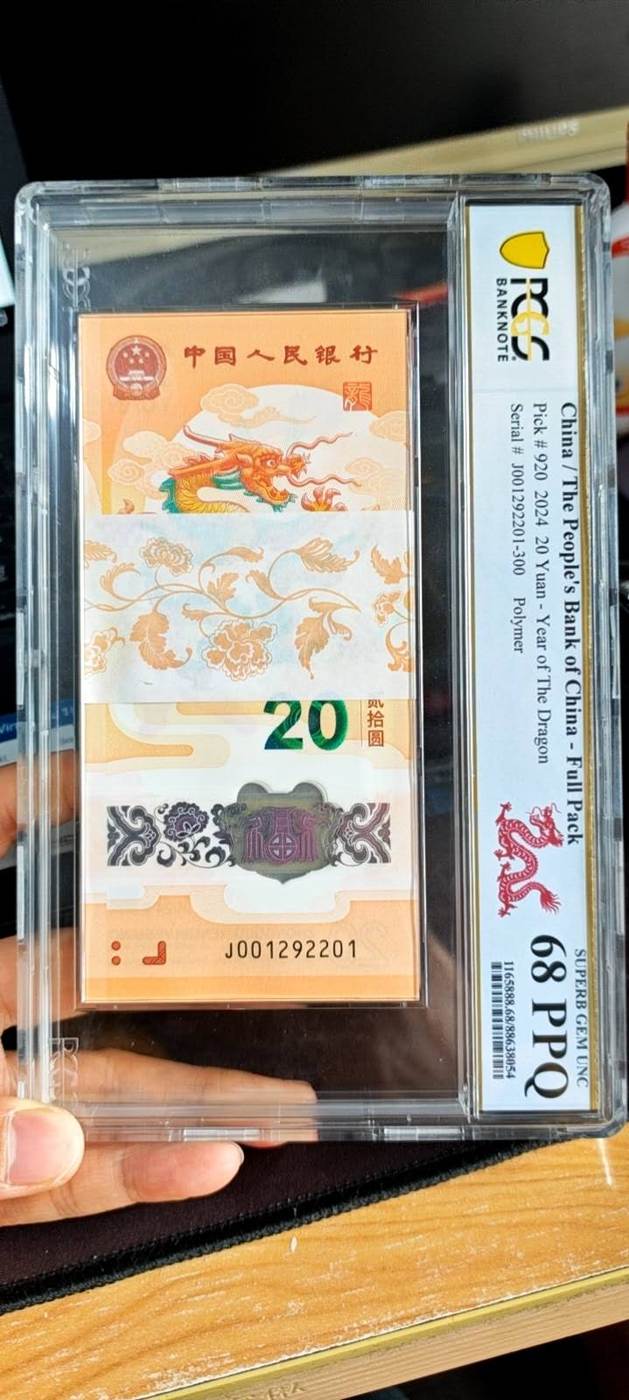 PHILIPS
中国人民银行
龍
20
贰拾圆
J001292201
PCGS
BANKNOTE
China / The People's Bank of China - Full Pack
Pick # 920 2024 20 Yuan - Year of The Dragon
Serial # J001292201-300 Polymer
SUPERB GEM UNC
68 PPQ
1165888.68/88638054